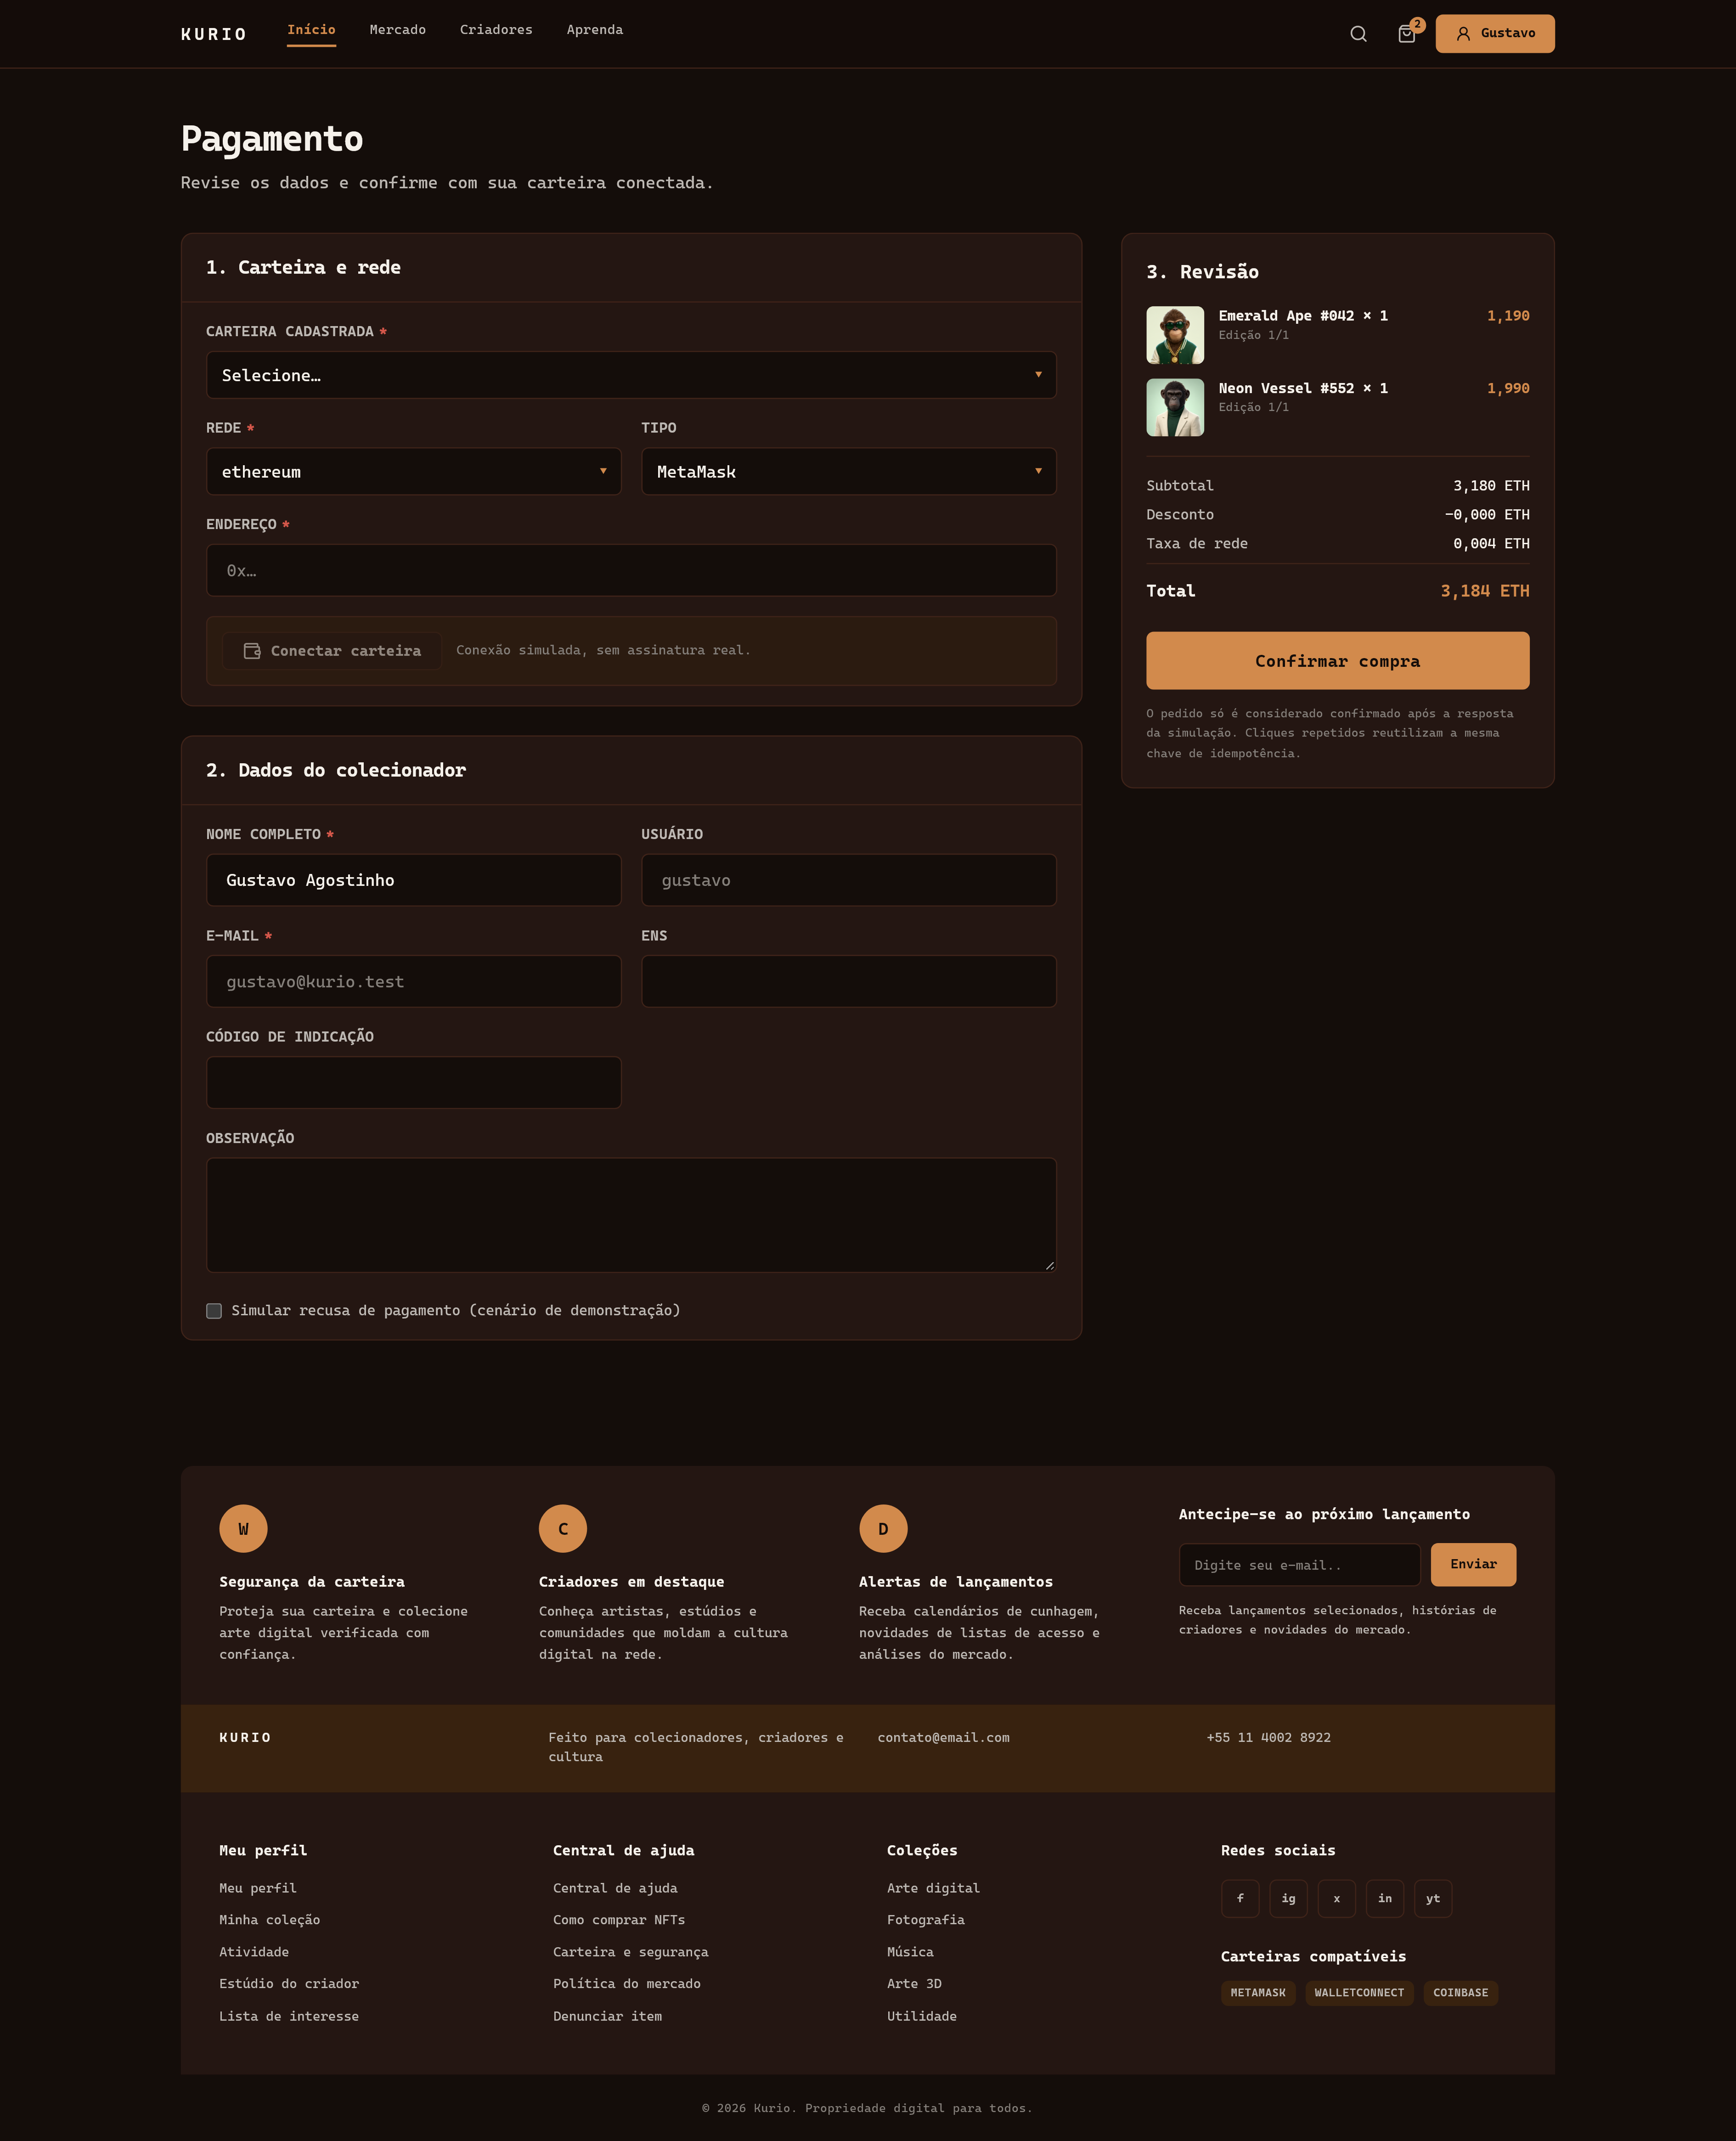 KURIO
Início
Mercado
Criadores
Aprenda
2
Gustavo
Pagamento
Revise os dados e confirme com sua carteira conectada.
1. Carteira e rede
CARTEIRA CADASTRADA *
Selecione…
REDE *
TIPO
ethereum
MetaMask
ENDEREÇO *
0x…
Conectar carteira
Conexão simulada, sem assinatura real.
2. Dados do colecionador
NOME COMPLETO *
USUÁRIO
Gustavo Agostinho
gustavo
E-MAIL *
ENS
gustavo@kurio.test
CÓDIGO DE INDICAÇÃO
OBSERVAÇÃO
Simular recusa de pagamento (cenário de demonstração)
3. Revisão
Emerald Ape #042 × 1
1,190
Edição 1/1
Neon Vessel #552 × 1
1,990
Edição 1/1
Subtotal
3,180 ETH
Desconto
−0,000 ETH
Taxa de rede
0,004 ETH
Total
3,184 ETH
Confirmar compra
O pedido só é considerado confirmado após a resposta
da simulação. Cliques repetidos reutilizam a mesma
chave de idempotência.
W
Segurança da carteira
Proteja sua carteira e colecione
arte digital verificada com
confiança.
C
Criadores em destaque
Conheça artistas, estúdios e
comunidades que moldam a cultura
digital na rede.
D
Alertas de lançamentos
Receba calendários de cunhagem,
novidades de listas de acesso e
análises do mercado.
Antecipe-se ao próximo lançamento
Digite seu e-mail..
Enviar
Receba lançamentos selecionados, histórias de
criadores e novidades do mercado.
KURIO
Feito para colecionadores, criadores e
cultura
contato@email.com
+55 11 4002 8922
Meu perfil
Meu perfil
Minha coleção
Atividade
Estúdio do criador
Lista de interesse
Central de ajuda
Central de ajuda
Como comprar NFTs
Carteira e segurança
Política do mercado
Denunciar item
Coleções
Arte digital
Fotografia
Música
Arte 3D
Utilidade
Redes sociais
f
ig
x
in
yt
Carteiras compatíveis
METAMASK
WALLETCONNECT
COINBASE
© 2026 Kurio. Propriedade digital para todos.